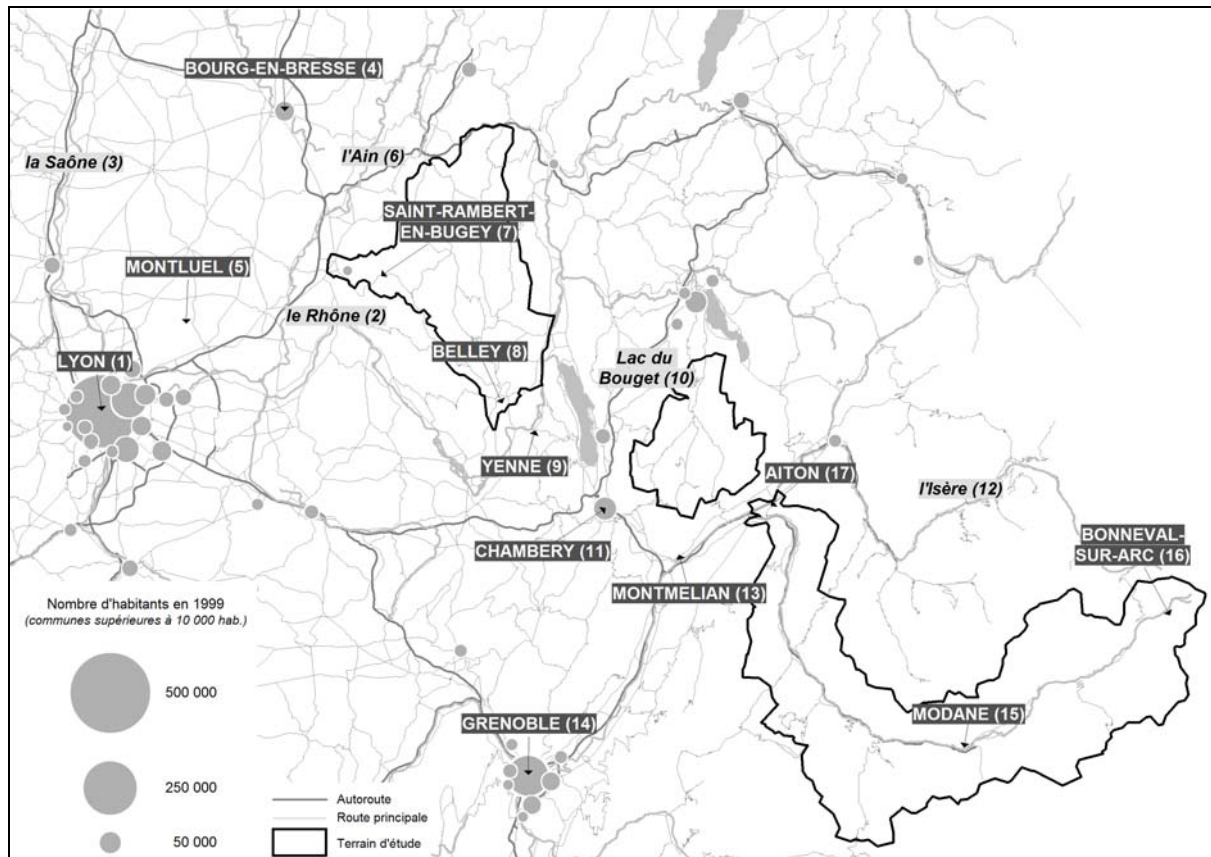 BOURG-EN-BRESSE (4)
la Saône (3)
l'Ain (6)
SAINT-RAMBERT-
EN-BUGEY (7)
MONTLUEL (5)
le Rhône (2)
LYON (1)
BELLEY (8)
Lac du
Bouget (10)
YENNE (9)
AITON (17)
l'Isère (12)
CHAMBERY (11)
MONTMELIAN (13)
BONNEVAL-
SUR-ARC (16)
MODANE (15)
GRENOBLE (14)
Nombre d'habitants en 1999
(communes supérieures à 10 000 hab.)
500 000
250 000
50 000
Autoroute
Route principale
Terrain d'étude